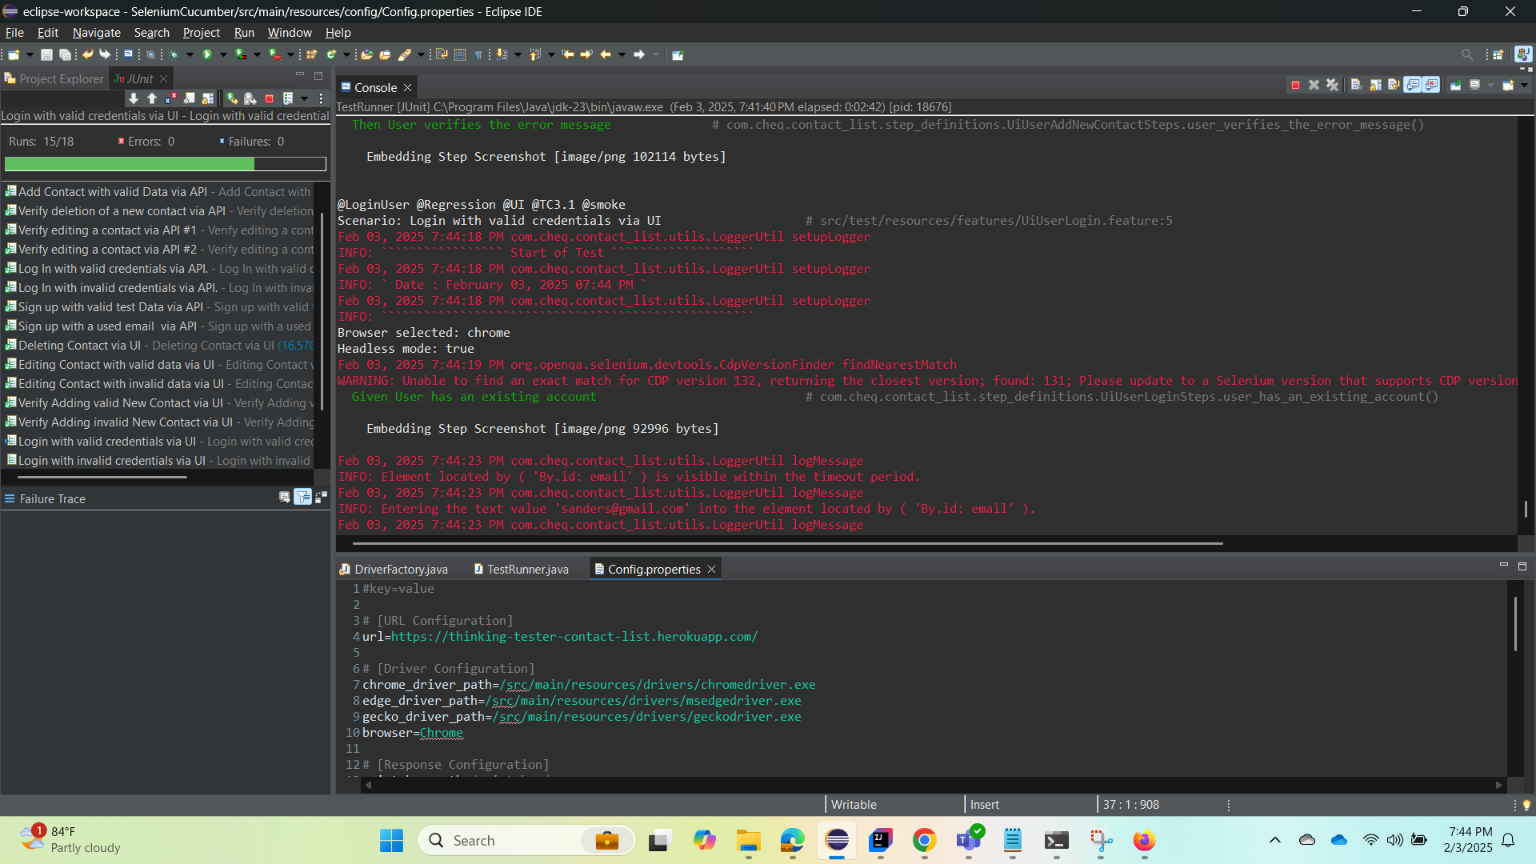 eclipse-workspace - SeleniumCucumber/src/main/resources/config/Config.properties - Eclipse IDE
File Edit Navigate Search Project Run Window Help
Project Explorer JUnit
Console
TestRunner [JUnit] C:\Program Files\Java\jdk-23\bin\javaw.exe (Feb 3, 2025, 7:41:40 PM elapsed: 0:02:42) [pid: 18676]
Login with valid credentials via UI - Login with valid credential
Runs: 15/18 Errors: 0 Failures: 0
Add Contact with valid Data via API - Add Contact with
Verify deletion of a new contact via API - Verify deletion
Verify editing a contact via API #1 - Verify editing a cont
Verify editing a contact via API #2 - Verify editing a cont
Log In with valid credentials via API. - Log In with valid c
Log In with invalid credentials via API. - Log In with inva
Sign up with valid test Data via API - Sign up with valid
Sign up with a used email via API - Sign up with a used
Deleting Contact via UI - Deleting Contact via UI (16.570
Editing Contact with valid data via UI - Editing Contact
Editing Contact with invalid data via UI - Editing Contac
Verify Adding valid New Contact via UI - Verify Adding v
Verify Adding invalid New Contact via UI - Verify Adding
Login with valid credentials via UI - Login with valid cred
Login with invalid credentials via UI - Login with invalid
Failure Trace
Then User verifies the error message # com.cheq.contact_list.step_definitions.UiUserAddNewContactSteps.user_verifies_the_error_message()
Embedding Step Screenshot [image/png 102114 bytes]
@LoginUser @Regression @UI @TC3.1 @smoke
Scenario: Login with valid credentials via UI # src/test/resources/features/UiUserLogin.feature:5
Feb 03, 2025 7:44:18 PM com.cheq.contact_list.utils.LoggerUtil setupLogger
INFO: ````````````````` Start of Test ````````````````````
Feb 03, 2025 7:44:18 PM com.cheq.contact_list.utils.LoggerUtil setupLogger
INFO: ` Date : February 03, 2025 07:44 PM `
Feb 03, 2025 7:44:18 PM com.cheq.contact_list.utils.LoggerUtil setupLogger
INFO: ````````````````````````````````````````````````````
Browser selected: chrome
Headless mode: true
Feb 03, 2025 7:44:19 PM org.openqa.selenium.devtools.CdpVersionFinder findNearestMatch
WARNING: Unable to find an exact match for CDP version 132, returning the closest version; found: 131; Please update to a Selenium version that supports CDP version
Given User has an existing account # com.cheq.contact_list.step_definitions.UiUserLoginSteps.user_has_an_existing_account()
Embedding Step Screenshot [image/png 92996 bytes]
Feb 03, 2025 7:44:23 PM com.cheq.contact_list.utils.LoggerUtil logMessage
INFO: Element located by ( 'By.id: email' ) is visible within the timeout period.
Feb 03, 2025 7:44:23 PM com.cheq.contact_list.utils.LoggerUtil logMessage
INFO: Entering the text value 'sanders@gmail.com' into the element located by ( 'By.id: email' ).
Feb 03, 2025 7:44:23 PM com.cheq.contact_list.utils.LoggerUtil logMessage
DriverFactory.java TestRunner.java Config.properties
1 #key=value
2
3 # [URL Configuration]
4 url=https://thinking-tester-contact-list.herokuapp.com/
5
6 # [Driver Configuration]
7 chrome_driver_path=/src/main/resources/drivers/chromedriver.exe
8 edge_driver_path=/src/main/resources/drivers/msedgedriver.exe
9 gecko_driver_path=/src/main/resources/drivers/geckodriver.exe
10 browser=Chrome
11
12 # [Response Configuration]
Writable Insert 37 : 1 : 908
1
84°F
Partly cloudy
Search
7:44 PM
2/3/2025